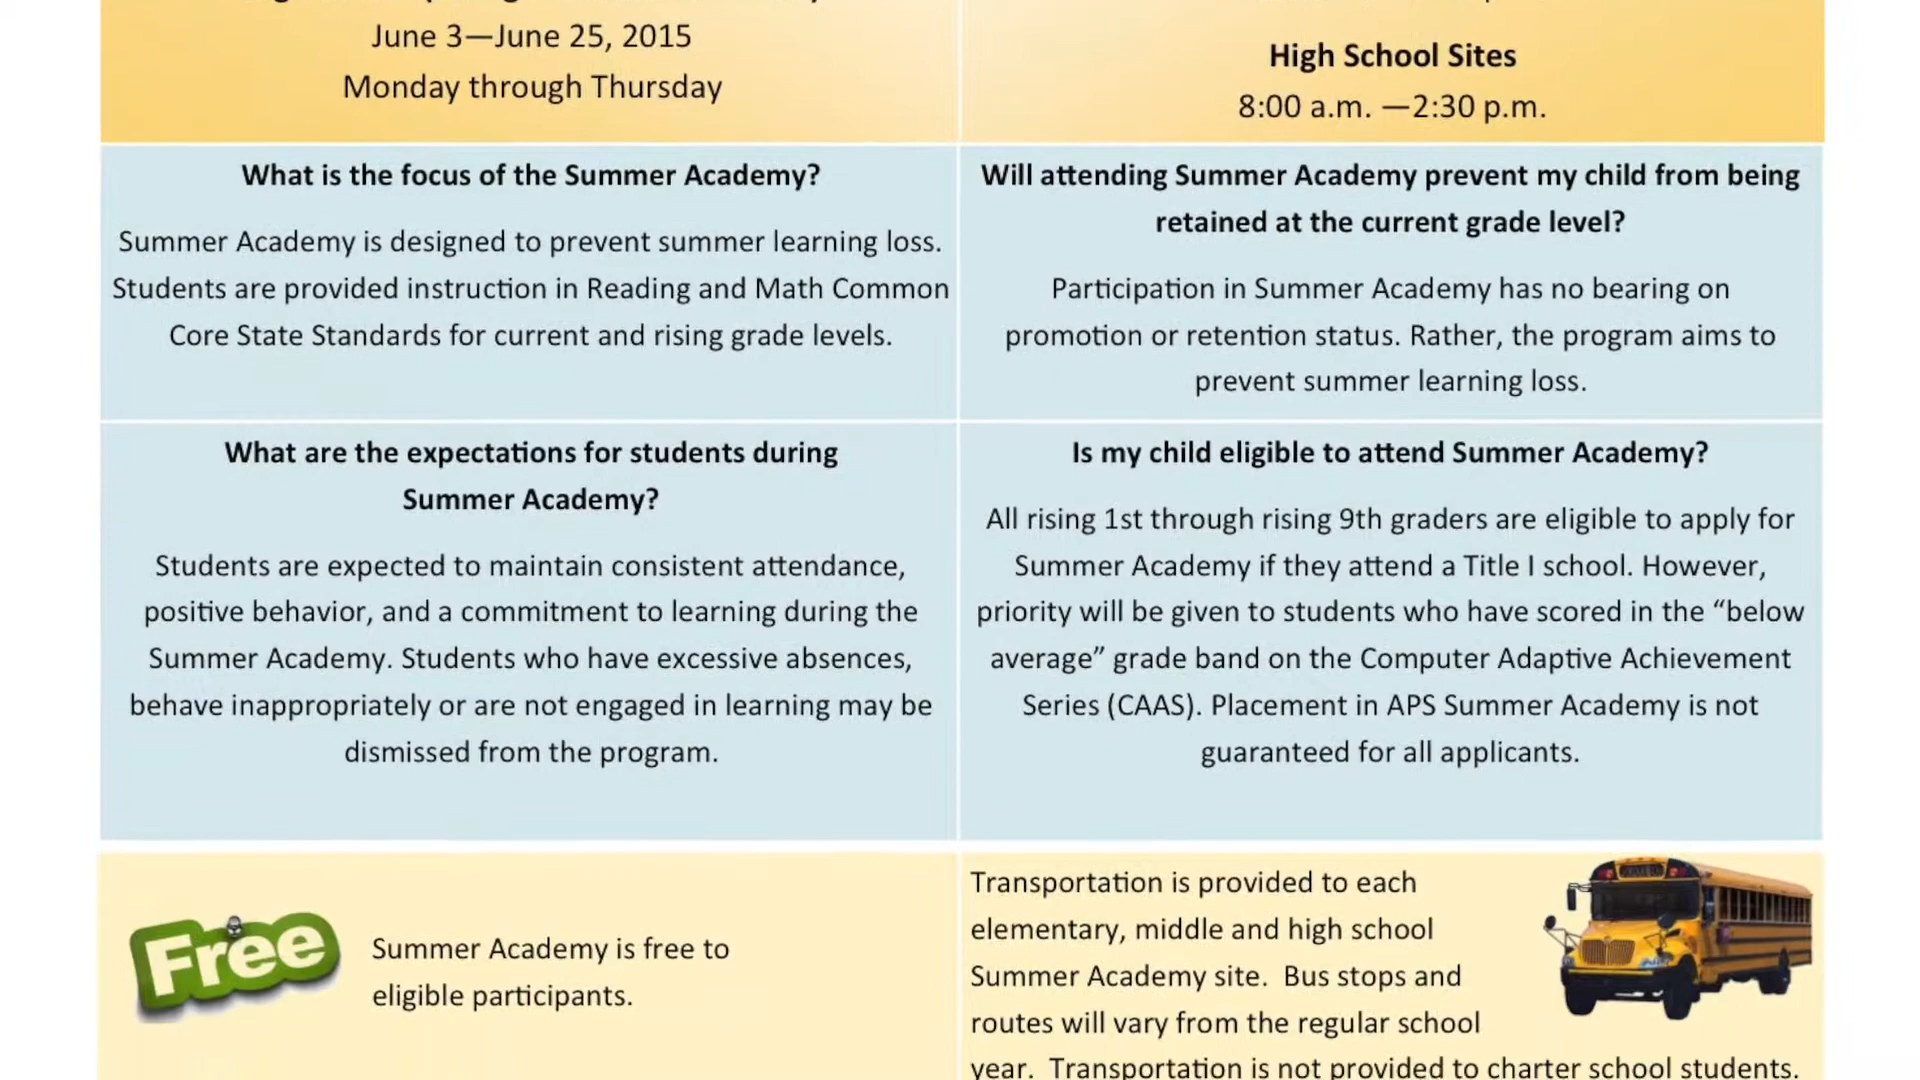 June 3—June 25, 2015
Monday through Thursday
High School Sites
8:00 a.m. —2:30 p.m.
What is the focus of the Summer Academy?
Summer Academy is designed to prevent summer learning loss.
Students are provided instruction in Reading and Math Common
Core State Standards for current and rising grade levels.
Will attending Summer Academy prevent my child from being
retained at the current grade level?
Participation in Summer Academy has no bearing on
promotion or retention status. Rather, the program aims to
prevent summer learning loss.
What are the expectations for students during
Summer Academy?
Students are expected to maintain consistent attendance,
positive behavior, and a commitment to learning during the
Summer Academy. Students who have excessive absences,
behave inappropriately or are not engaged in learning may be
dismissed from the program.
Is my child eligible to attend Summer Academy?
All rising 1st through rising 9th graders are eligible to apply for
Summer Academy if they attend a Title I school. However,
priority will be given to students who have scored in the “below
average” grade band on the Computer Adaptive Achievement
Series (CAAS). Placement in APS Summer Academy is not
guaranteed for all applicants.
Free
Summer Academy is free to
eligible participants.
Transportation is provided to each
elementary, middle and high school
Summer Academy site.  Bus stops and
routes will vary from the regular school
year.  Transportation is not provided to charter school students.